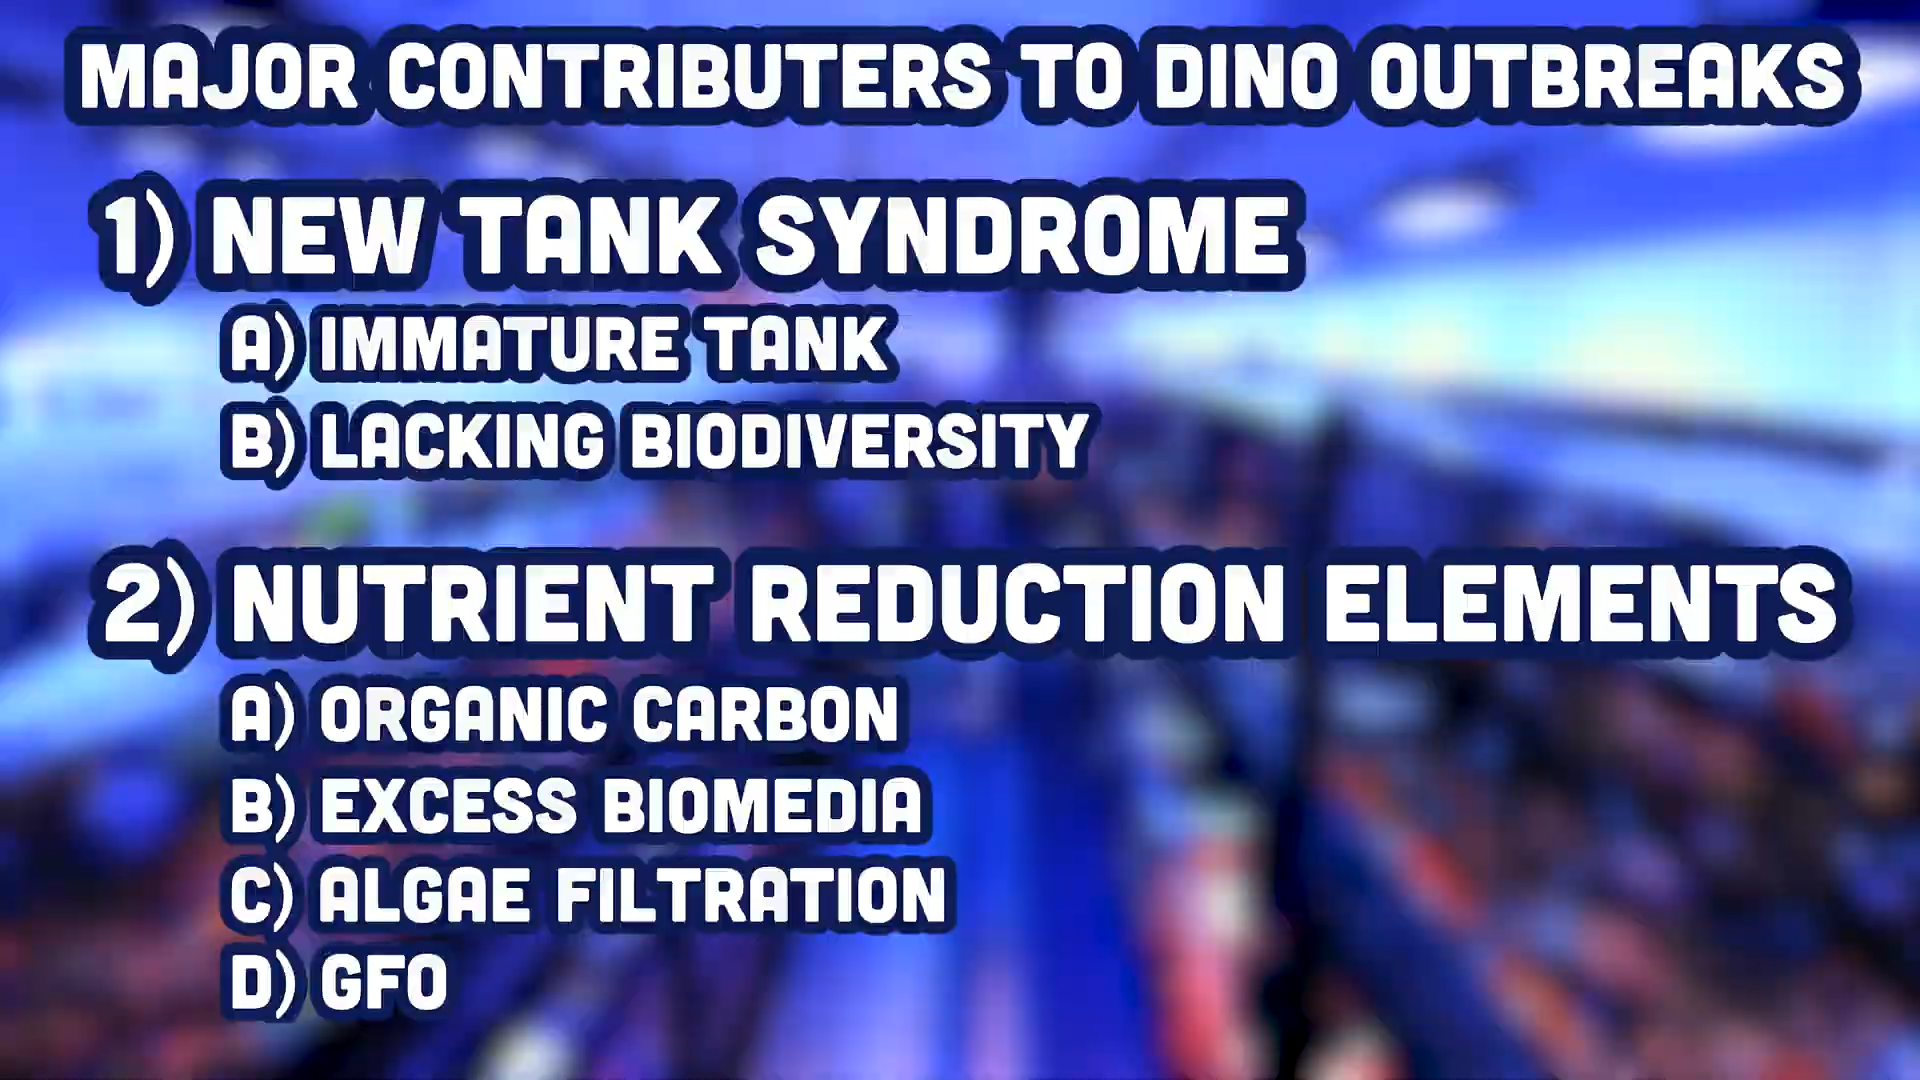 MAJOR CONTRIBUTERS TO DINO OUTBREAKS
1) NEW TANK SYNDROME
A) IMMATURE TANK
B) LACKING BIODIVERSITY
2) NUTRIENT REDUCTION ELEMENTS
A) ORGANIC CARBON
B) EXCESS BIOMEDIA
C) ALGAE FILTRATION
D) GFO